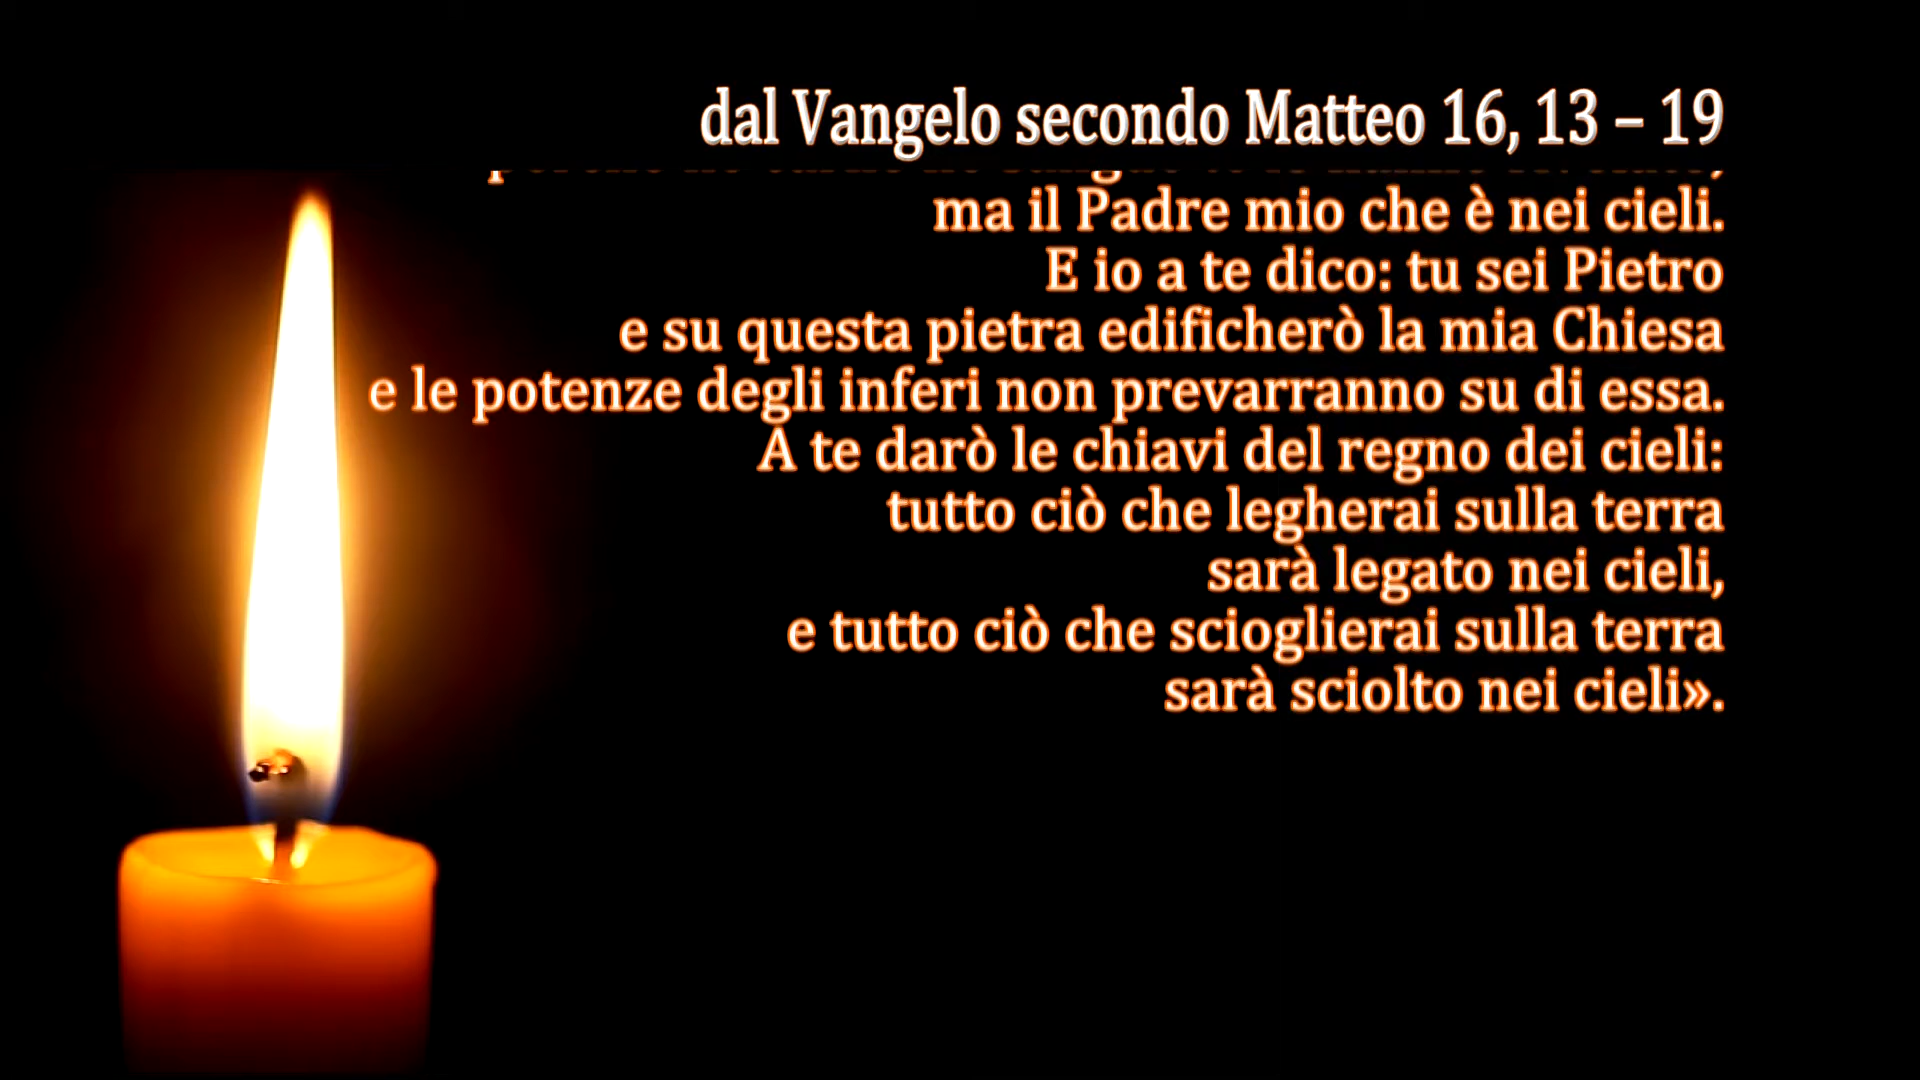 dal Vangelo secondo Matteo 16, 13 – 19
ma il Padre mio che è nei cieli.
E io a te dico: tu sei Pietro
e su questa pietra edificherò la mia Chiesa
e le potenze degli inferi non prevarranno su di essa.
A te darò le chiavi del regno dei cieli:
tutto ciò che legherai sulla terra
sarà legato nei cieli,
e tutto ciò che scioglierai sulla terra
sarà sciolto nei cieli».